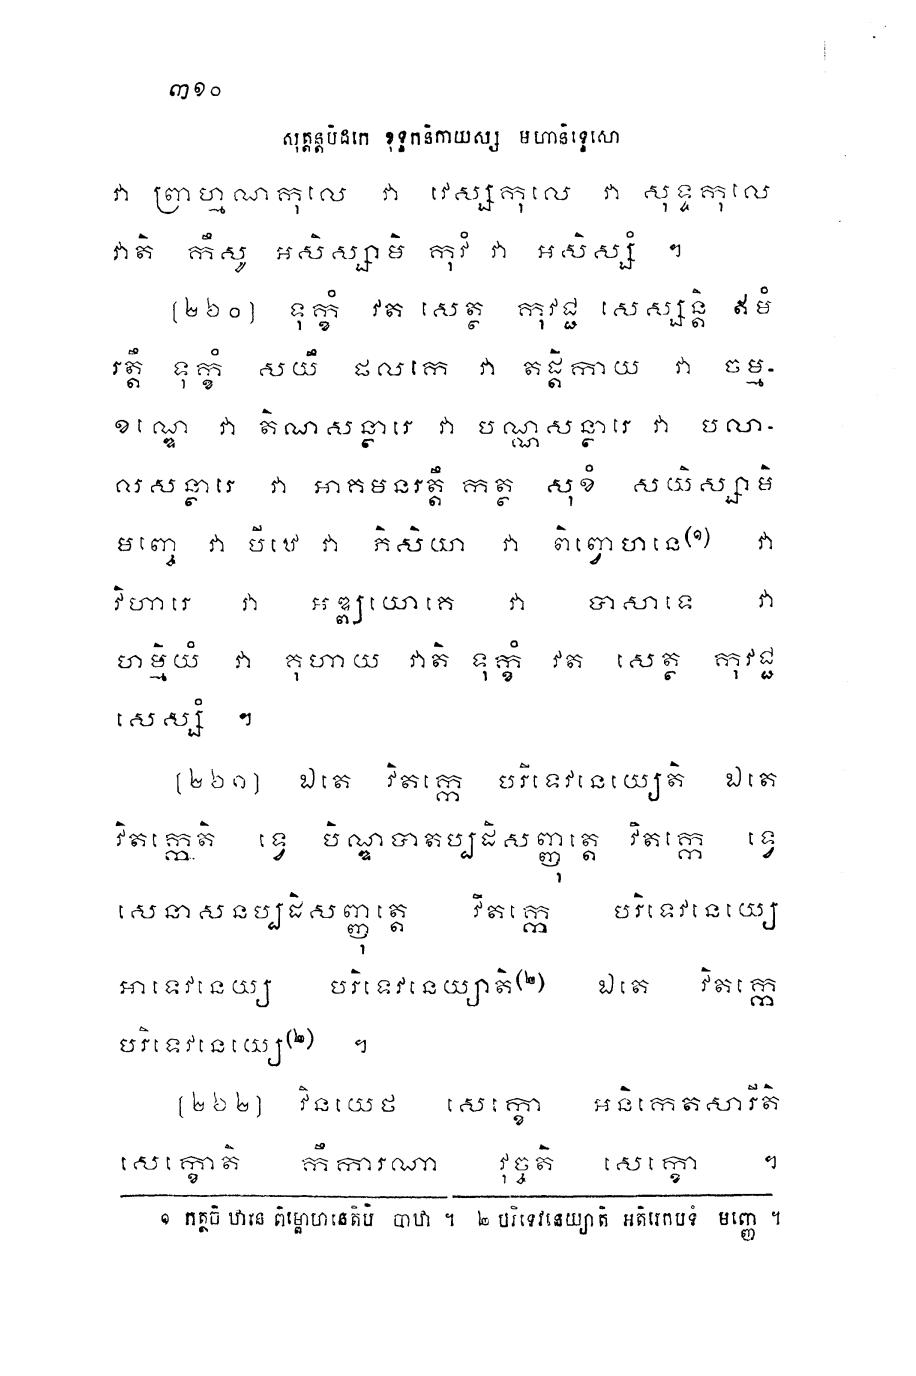 ៣១០
សុត្តន្តបិដកេ ខុទ្ទកនិកាយស្ស មហានិទ្ទេសោ
វា ព្រាហ្មណកុលេ វា វេស្សកុលេ វា សុទ្ទកុលេ
វាតិ កឹសូ អសិស្សាមិ កុវំ វា អសិស្សំ ។
[២៦០] ទុក្ខំ វត សេត្ថ កុវជ្ជ សេស្សន្តិ ឥមំ
រត្តឹ ទុក្ខំ សយឹ ផលកេ វា តដ្តិកាយ វា ចម្ម-
ខណ្ឌេ វា តិណសន្ថារេ វា បណ្ណសន្ថារេ វា បលា-
លសន្ថារេ វា អាគមនរត្តឹ កត្ថ សុខំ សយិស្សាមិ
មញ្ចេ វា បីឋេ វា ភិសិយា វា ពិព្ភោហនេ(១) វា
វិហារេ វា អឌ្ឍយោគេ វា បាសាទេ វា
ហម្មិយំ វា គុហាយ វាតិ ទុក្ខំ វត សេត្ថ កុវជ្ជ
សេស្សំ ។
[២៦១] ឯតេ វិតក្កេ បរិទេវនេយ្យេតិ ឯតេ
វិតក្កេតិ ទ្វេ បិណ្ឌបាតប្បដិសញ្ញុត្តេ វិតក្កេ ទ្វេ
សេនាសនប្បដិសញ្ញុត្តេ វិតក្កេ បរិទេវនេយ្យេ
អាទេវនេយ្យ បរិទេវនេយ្យាតិ(២) ឯតេ វិតក្កេ
បរិទេវនេយ្យេ(២) ។
[២៦២] វិនយេថ សេក្ខោ អនិកេតសារីតិ
សេក្ខោតិ កឹការណា វុច្ចតិ សេក្ខោ ។
១ កត្ថចិ ឋានេ ពិម្ពោហនេតិបិ បាឋោ ។ ២ បរិទេវនេយ្យាតិ អតិរេកបទំ មញ្ញេ ។